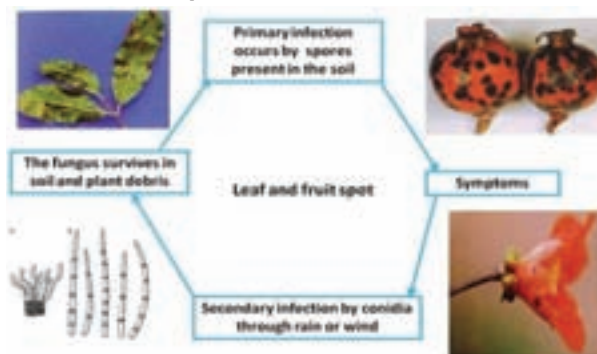 Primary infection
occurs by spores
present in the soil
The fungus survives in
soil and plant debris
Leaf and fruit spot
Symptoms
Secondary infection by conidia
through rain or wind